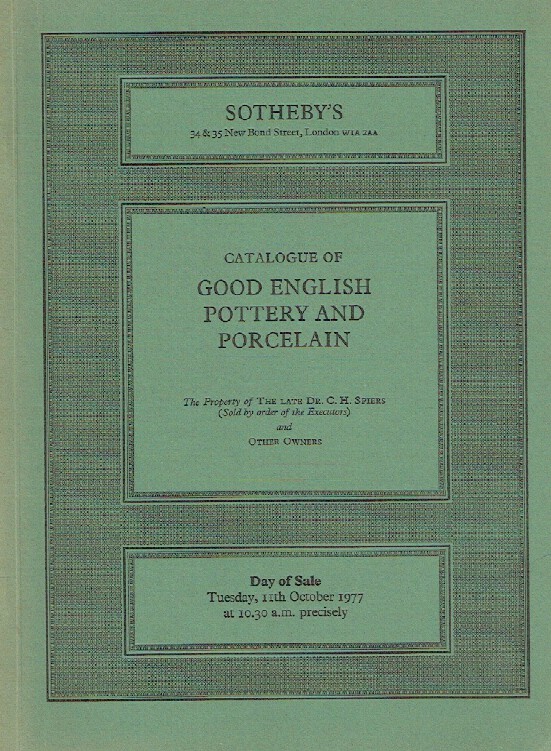 SOTHEBY'S
34 & 35 New Bond Street, London W1A 2AA
CATALOGUE OF
GOOD ENGLISH
POTTERY AND
PORCELAIN
The Property of THE LATE DR. C. H. SPIERS
(Sold by order of the Executors)
and
OTHER OWNERS
Day of Sale
Tuesday, 11th October 1977
at 10.30 a.m. precisely